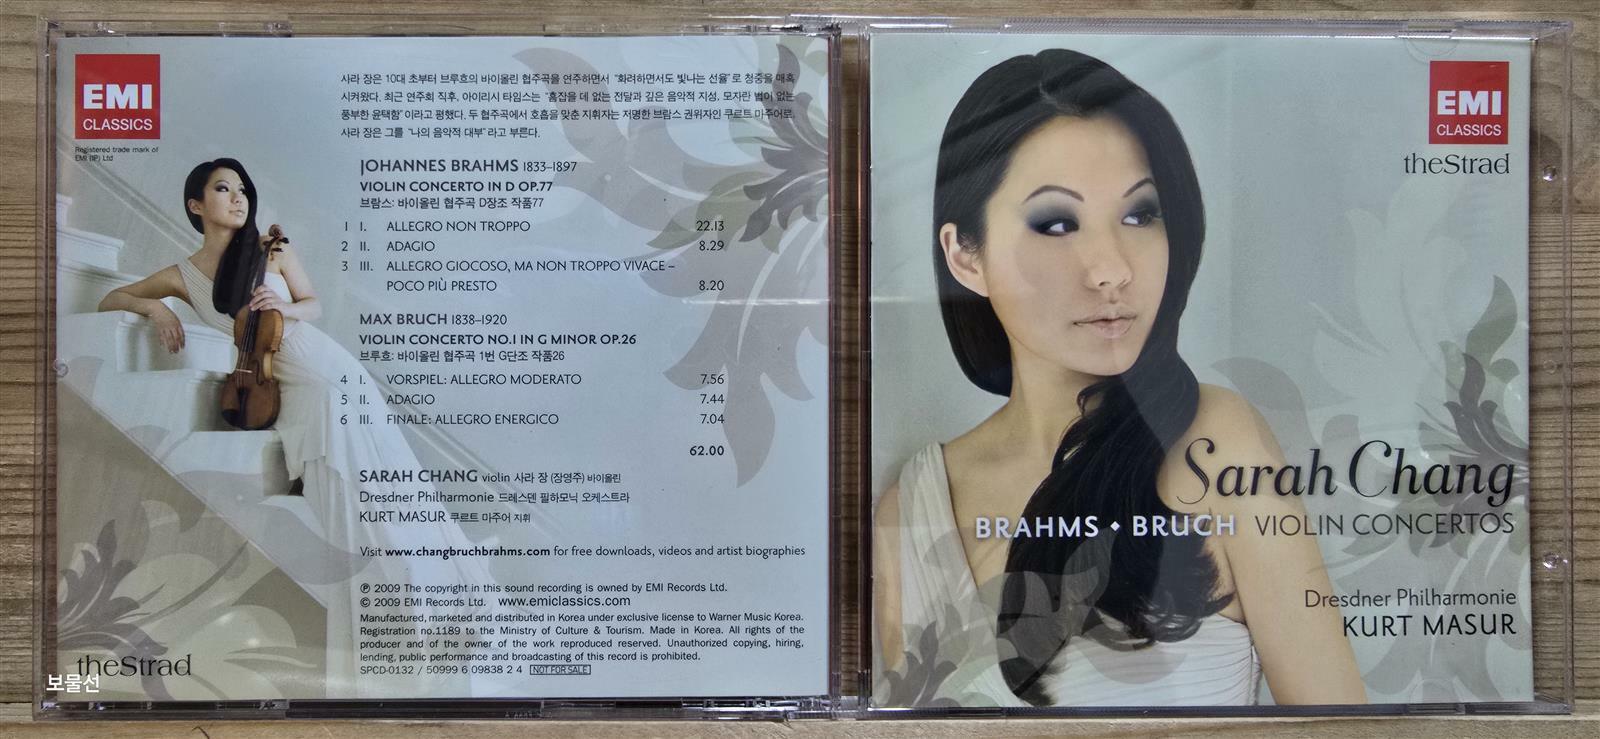 EMI
CLASSICS
Registered trade mark of
EMI (IP) Ltd
사라 장은 10대 초부터 브루흐의 바이올린 협주곡을 연주하면서 “화려하면서도 빛나는 선율”로 청중을 매혹
시켜왔다. 최근 연주회 직후, 아이리시 타임스는 “흠잡을 데 없는 전달과 깊은 음악적 지성, 모자란 법이 없는
풍부한 윤택함”이라고 평했다. 두 협주곡에서 호흡을 맞춘 지휘자는 저명한 브람스 권위자인 쿠르트 마주어로,
사라 장은 그를 “나의 음악적 대부”라고 부른다.
JOHANNES BRAHMS 1833–1897
VIOLIN CONCERTO IN D OP.77
브람스: 바이올린 협주곡 D장조 작품77
1 I. ALLEGRO NON TROPPO 22.13
2 II. ADAGIO 8.29
3 III. ALLEGRO GIOCOSO, MA NON TROPPO VIVACE –
POCO PIÙ PRESTO 8.20
MAX BRUCH 1838–1920
VIOLIN CONCERTO NO.1 IN G MINOR OP.26
브루흐: 바이올린 협주곡 1번 G단조 작품26
4 I. VORSPIEL: ALLEGRO MODERATO 7.56
5 II. ADAGIO 7.44
6 III. FINALE: ALLEGRO ENERGICO 7.04
62.00
SARAH CHANG violin 사라 장 (장영주) 바이올린
Dresdner Philharmonie 드레스덴 필하모닉 오케스트라
KURT MASUR 쿠르트 마주어 지휘
Visit www.changbruchbrahms.com for free downloads, videos and artist biographies
℗ 2009 The copyright in this sound recording is owned by EMI Records Ltd.
© 2009 EMI Records Ltd. www.emiclassics.com
Manufactured, marketed and distributed in Korea under exclusive license to Warner Music Korea.
Registration no.1189 to the Ministry of Culture & Tourism. Made in Korea. All rights of the
producer and of the owner of the work reproduced reserved. Unauthorized copying, hiring,
lending, public performance and broadcasting of this record is prohibited.
SPCD-0132 / 50999 6 09838 2 4 NOT FOR SALE
theStrad
보물선
EMI
CLASSICS
theStrad
Sarah Chang
BRAHMS ◆ BRUCH VIOLIN CONCERTOS
Dresdner Philharmonie
KURT MASUR